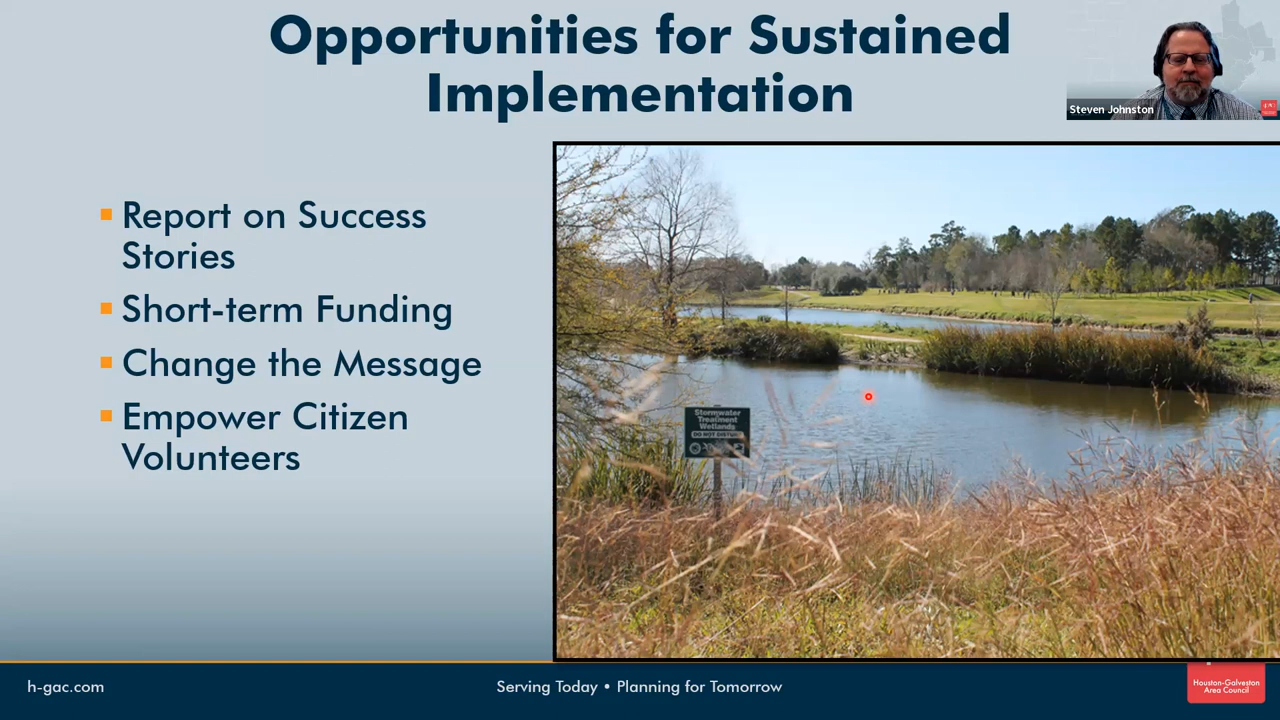 Opportunities for Sustained
Implementation
Steven Johnston
Report on Success
Stories
Short-term Funding
Change the Message
Empower Citizen
Volunteers
Stormwater
Treatment
Wetlands
DO NOT DISTURB
h-gac.com
Serving Today • Planning for Tomorrow
Houston-Galveston
Area Council